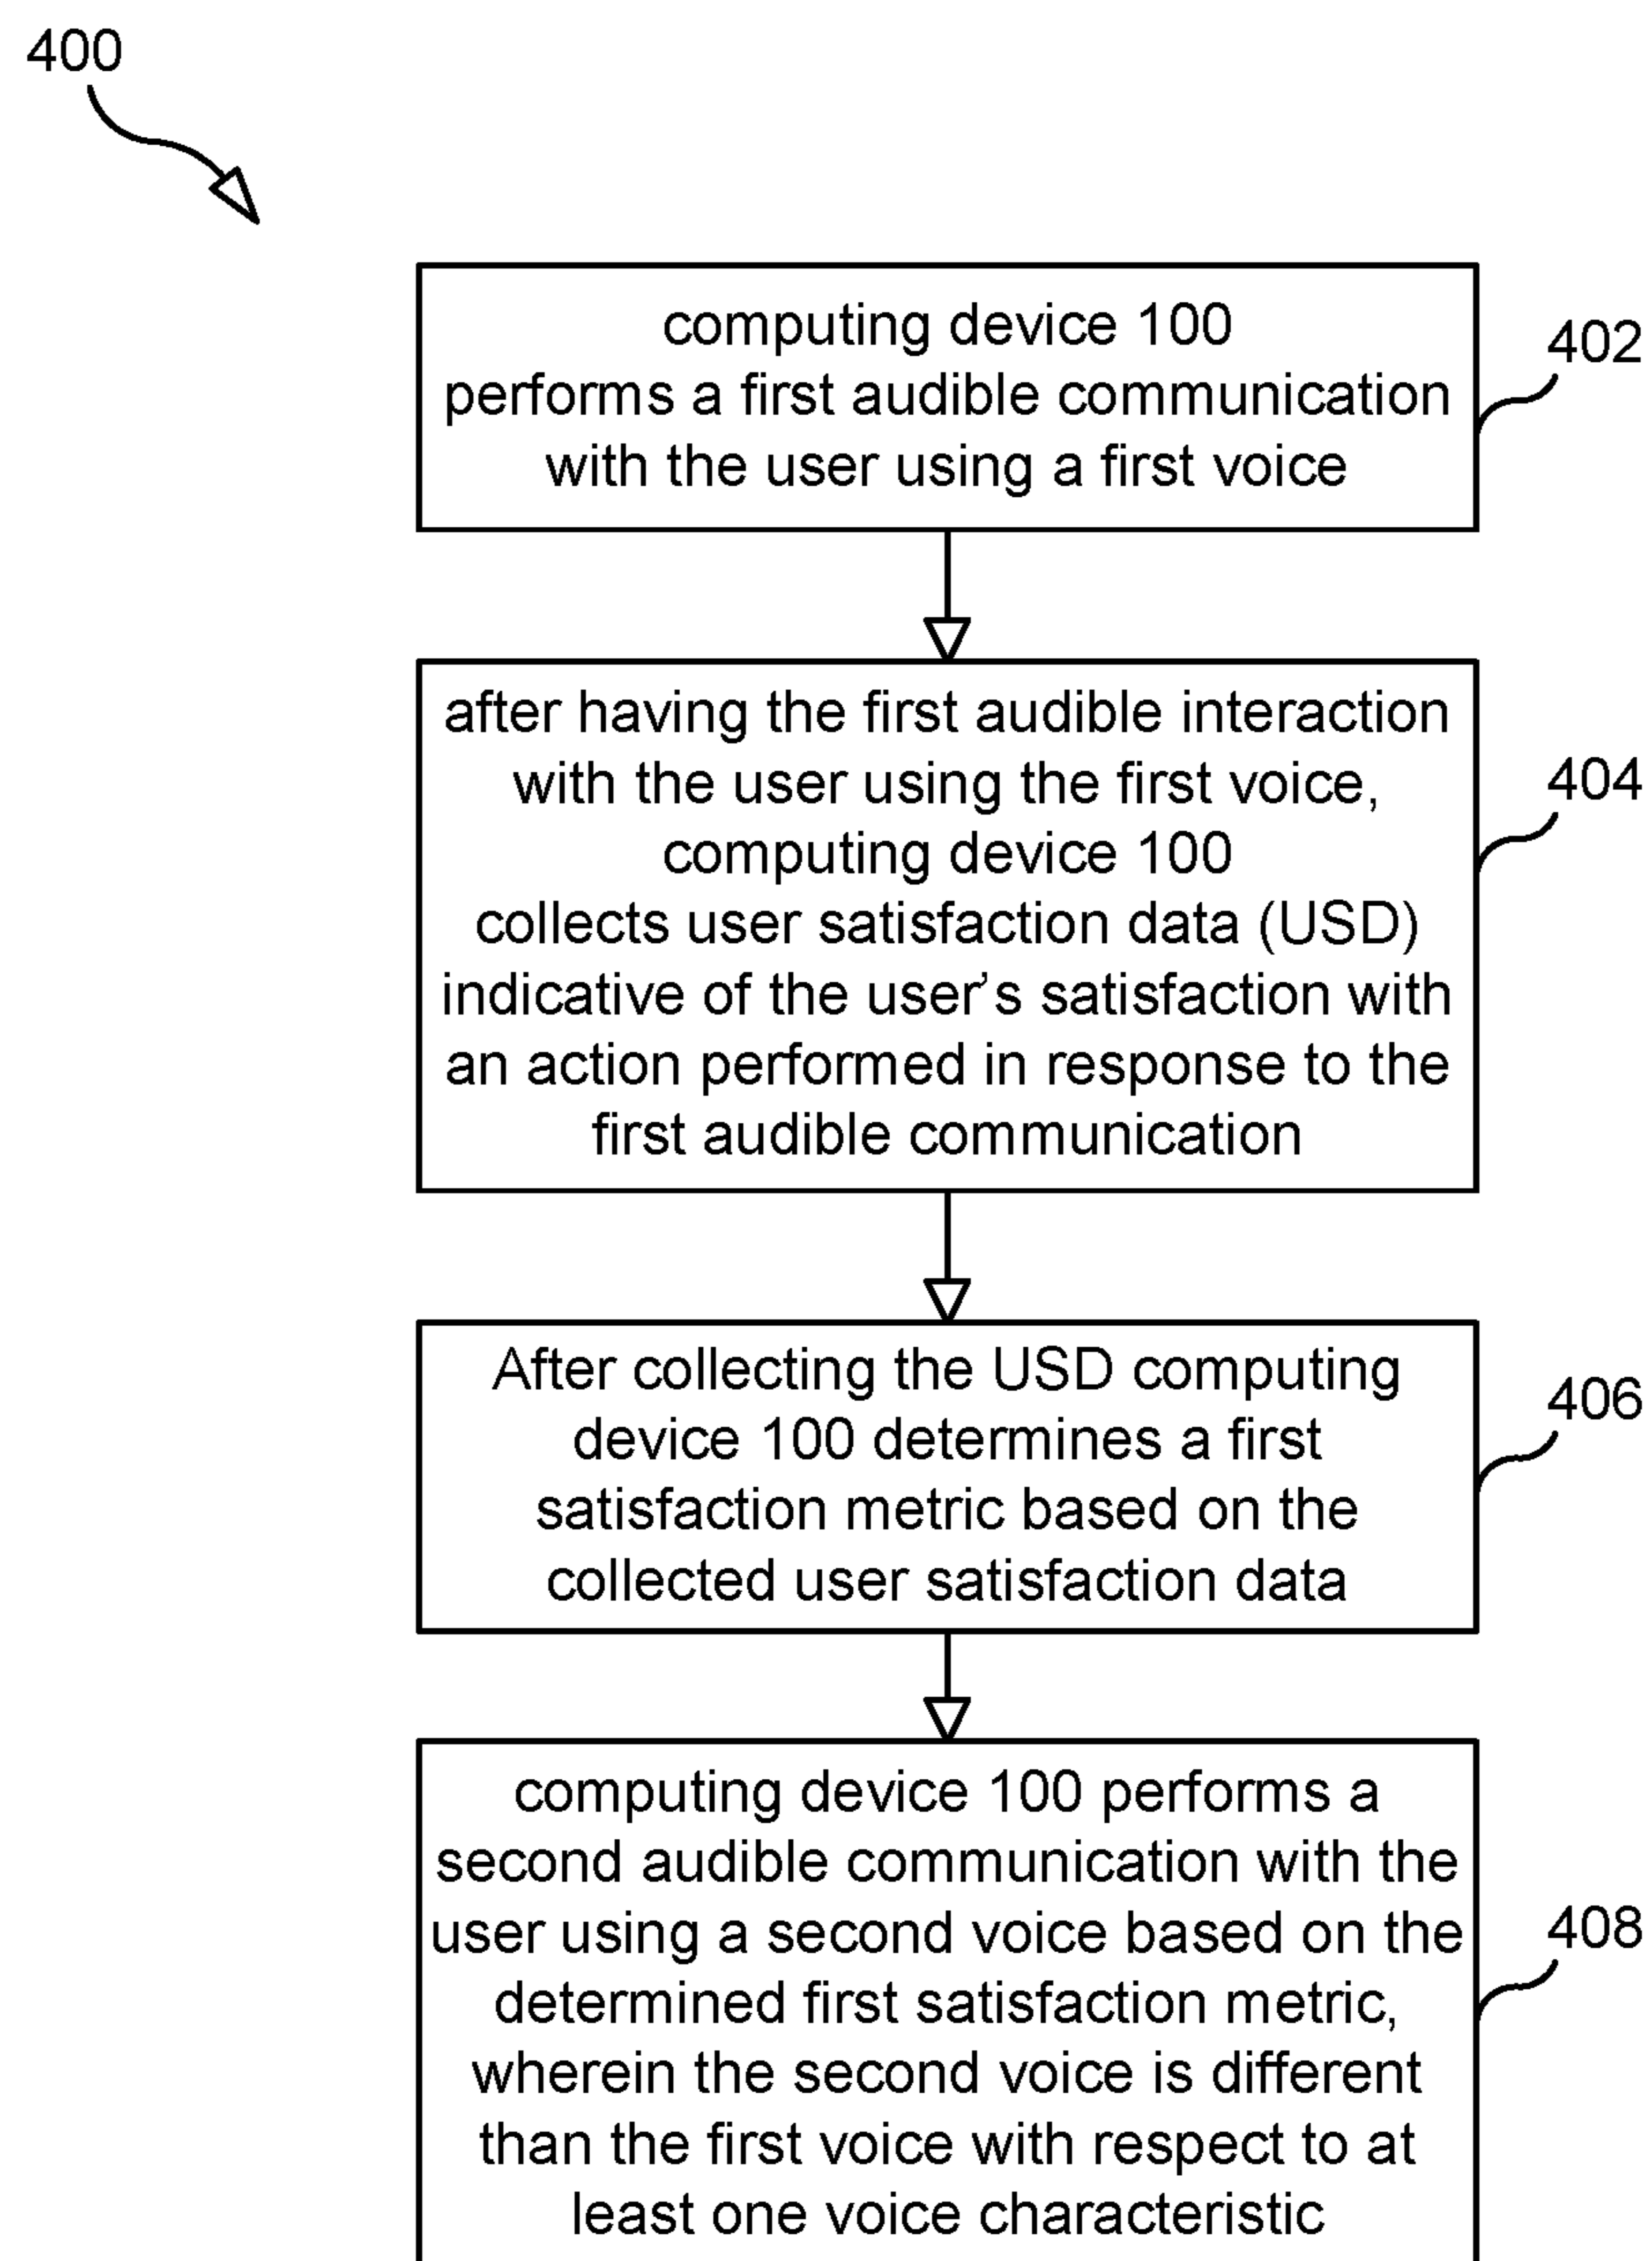 400
computing device 100
performs a first audible communication
with the user using a first voice
402
after having the first audible interaction
with the user using the first voice,
computing device 100
collects user satisfaction data (USD)
indicative of the user's satisfaction with
an action performed in response to the
first audible communication
404
After collecting the USD computing
device 100 determines a first
satisfaction metric based on the
collected user satisfaction data
406
computing device 100 performs a
second audible communication with the
user using a second voice based on the
determined first satisfaction metric,
wherein the second voice is different
than the first voice with respect to at
least one voice characteristic
408